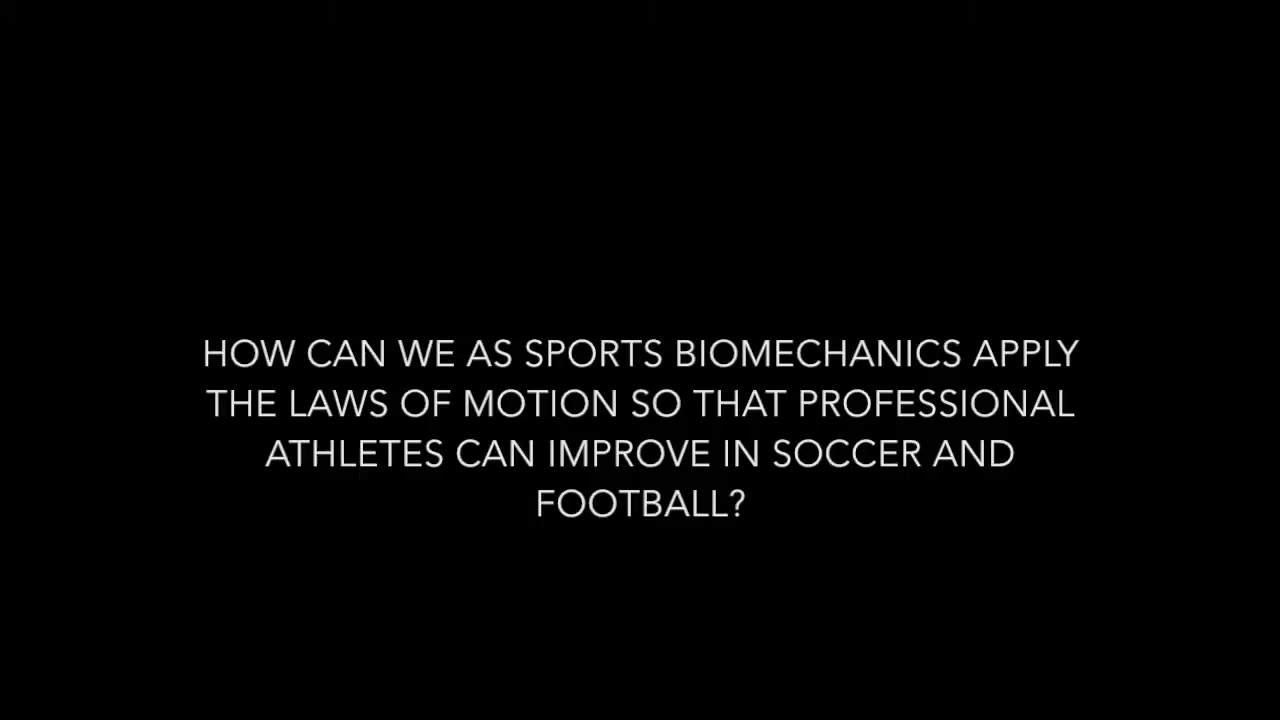 HOW CAN WE AS SPORTS BIOMECHANICS APPLY
THE LAWS OF MOTION SO THAT PROFESSIONAL
ATHLETES CAN IMPROVE IN SOCCER AND
FOOTBALL?